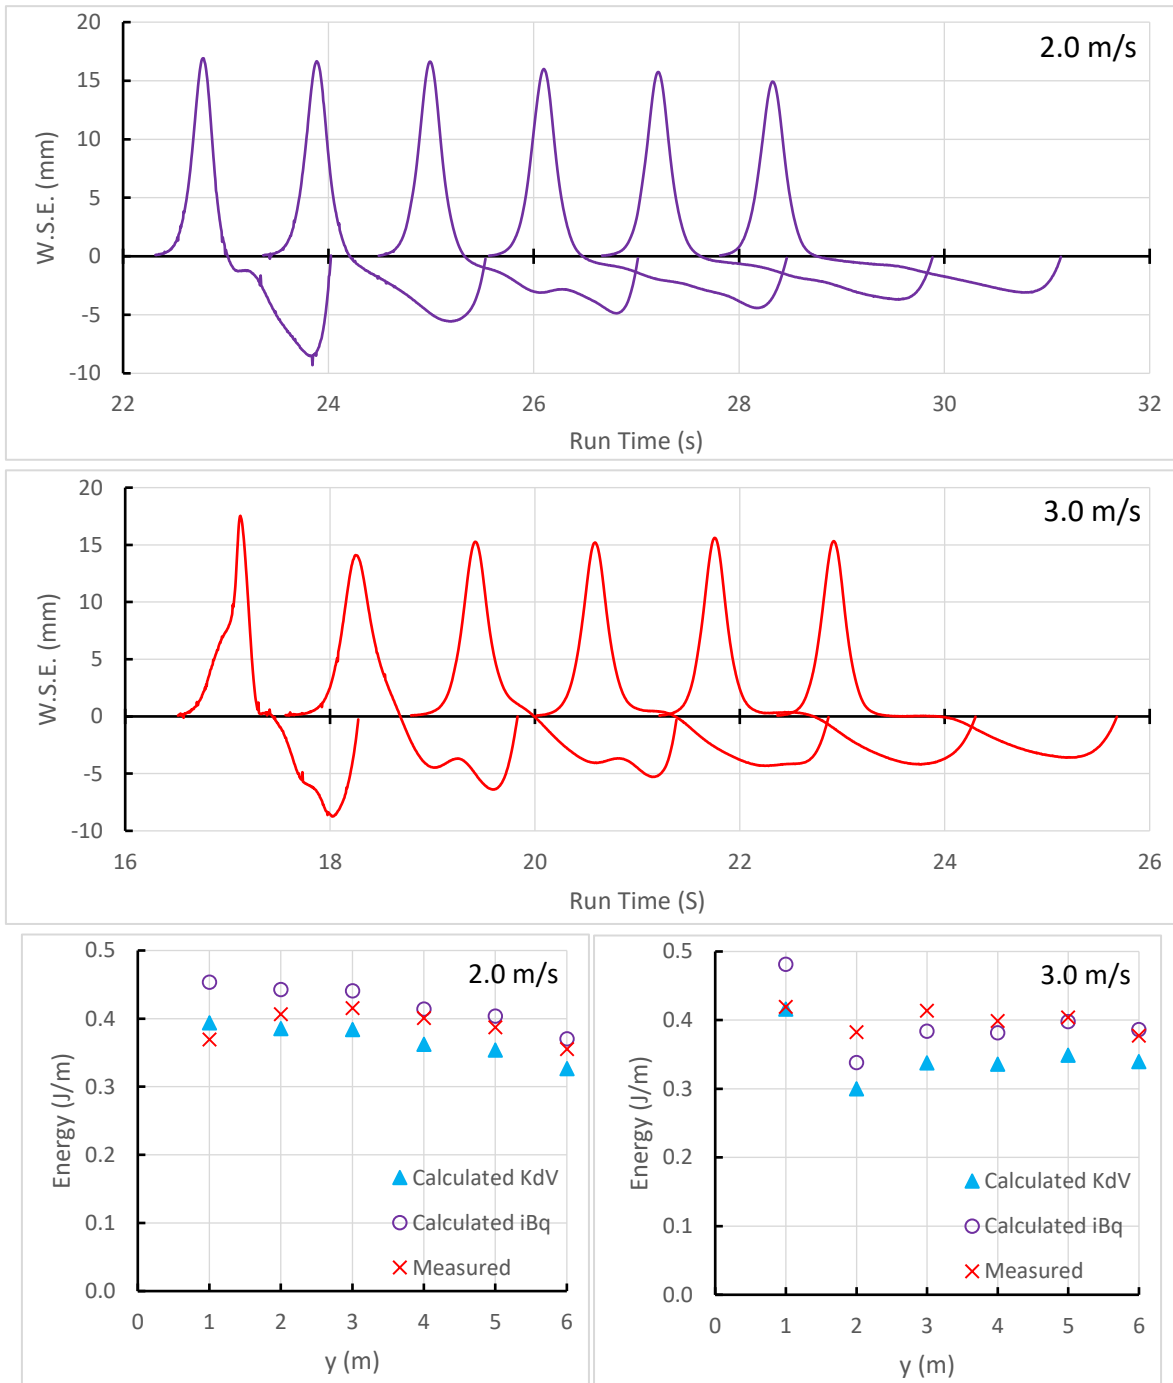 20
15
10
5
0
-5
-10
W.S.E. (mm)
2.0 m/s
22 24 26 28 30 32
Run Time (s)
20
15
10
5
0
-5
-10
W.S.E. (mm)
3.0 m/s
16 18 20 22 24 26
Run Time (S)
0.5
0.4
0.3
0.2
0.1
0.0
Energy (J/m)
2.0 m/s
Calculated KdV
Calculated iBq
Measured
0 1 2 3 4 5 6
y (m)
0.5
0.4
0.3
0.2
0.1
0.0
Energy (J/m)
3.0 m/s
Calculated KdV
Calculated iBq
Measured
0 1 2 3 4 5 6
y (m)